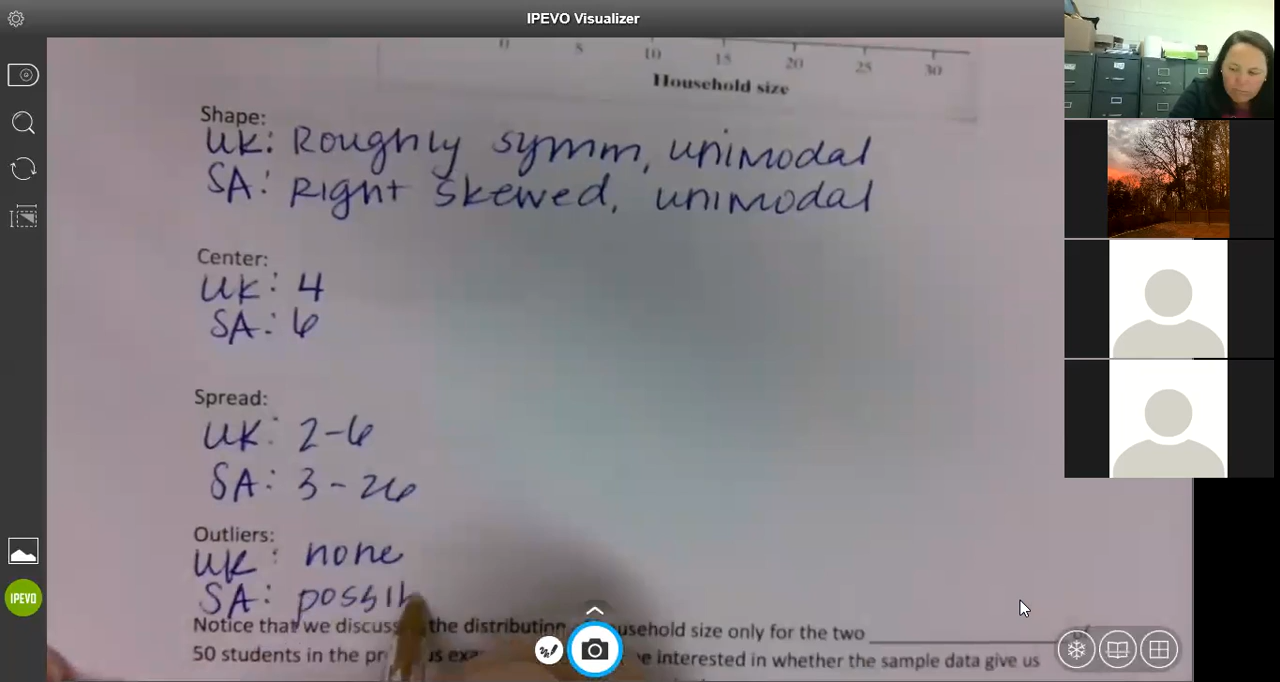 IPEVO Visualizer
0 5 10 15 20 25 30
Household size
Shape:
UK: Roughly symm, unimodal
SA: Right skewed, unimodal
Center:
UK: 4
SA: 6
Spread:
UK: 2-6
SA: 3-26
Outliers:
UK: none
SA: possib
Notice that we discuss the distribution household size only for the two
50 students in the interested in whether the sample data give us
IPEVO